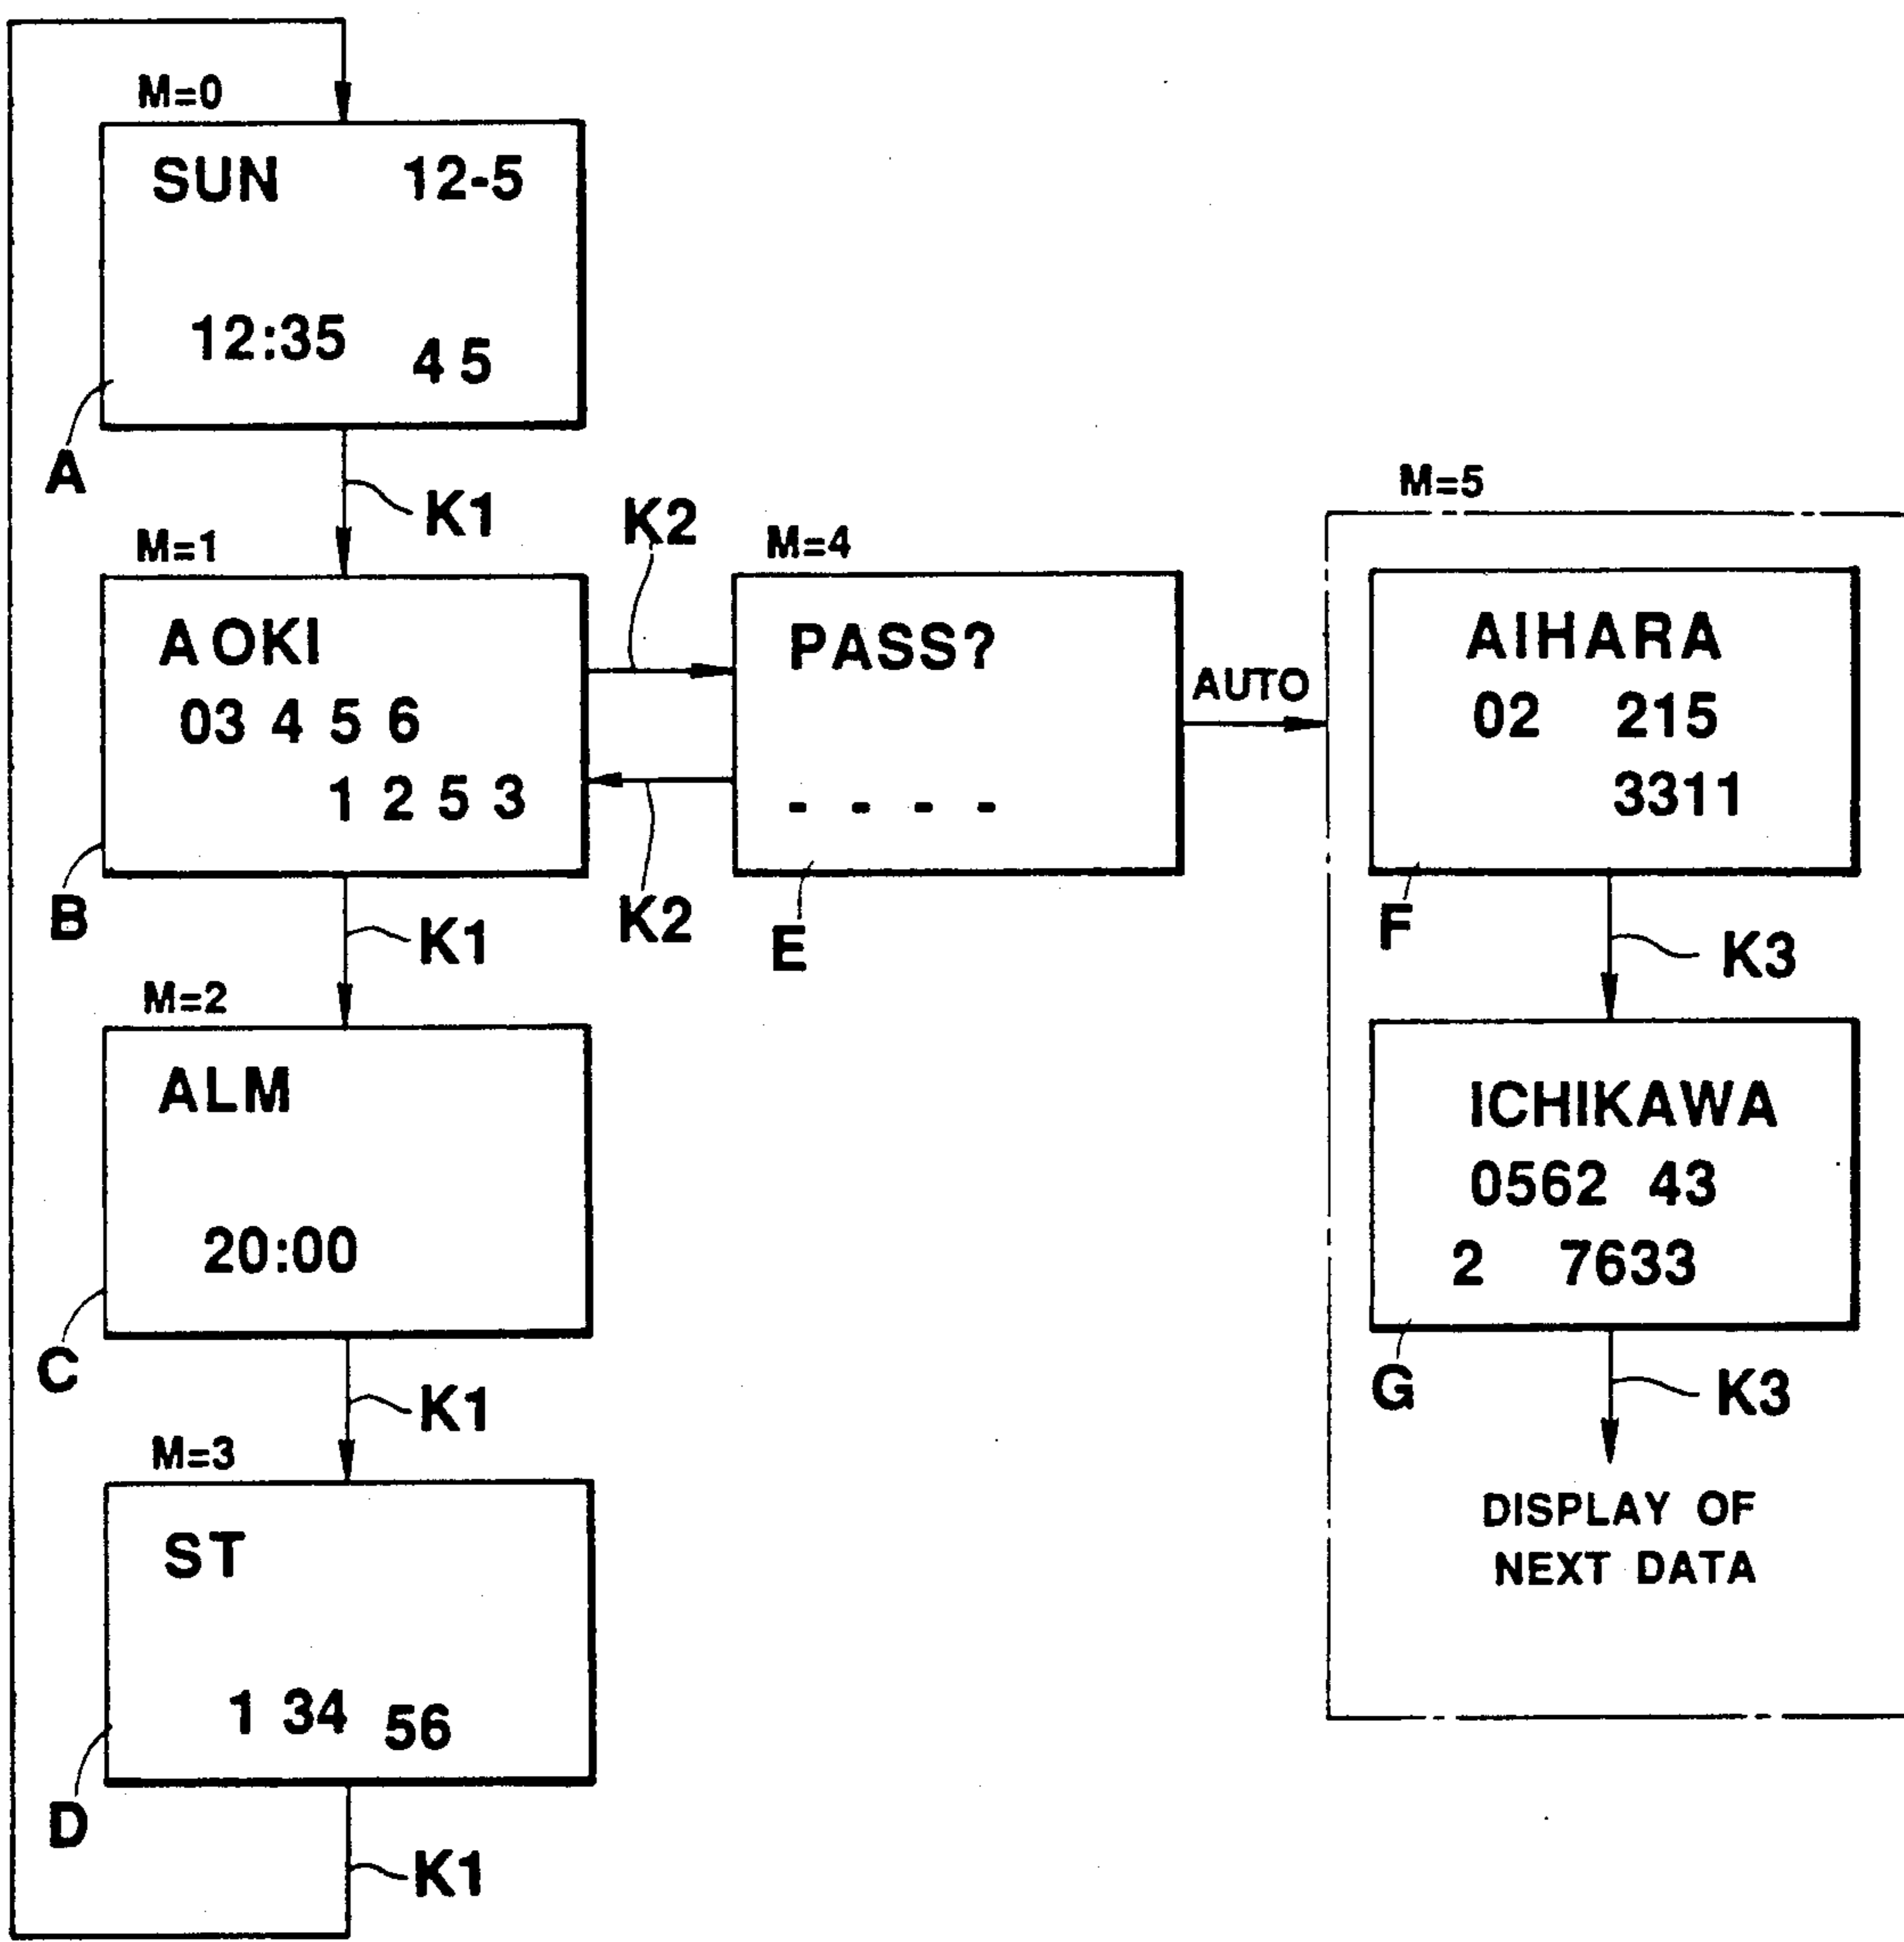 M=0
SUN 12-5
12:35 45
A
K1
M=1
AOKI
03 4 5 6
1 2 5 3
B
K2
K2
M=4
PASS?
- - - -
E
AUTO
K1
M=2
ALM
20:00
C
K1
M=3
ST
1 34 56
D
K1
M=5
AIHARA
02 215
3311
F
K3
ICHIKAWA
0562 43
2 7633
G
K3
DISPLAY OF
NEXT DATA